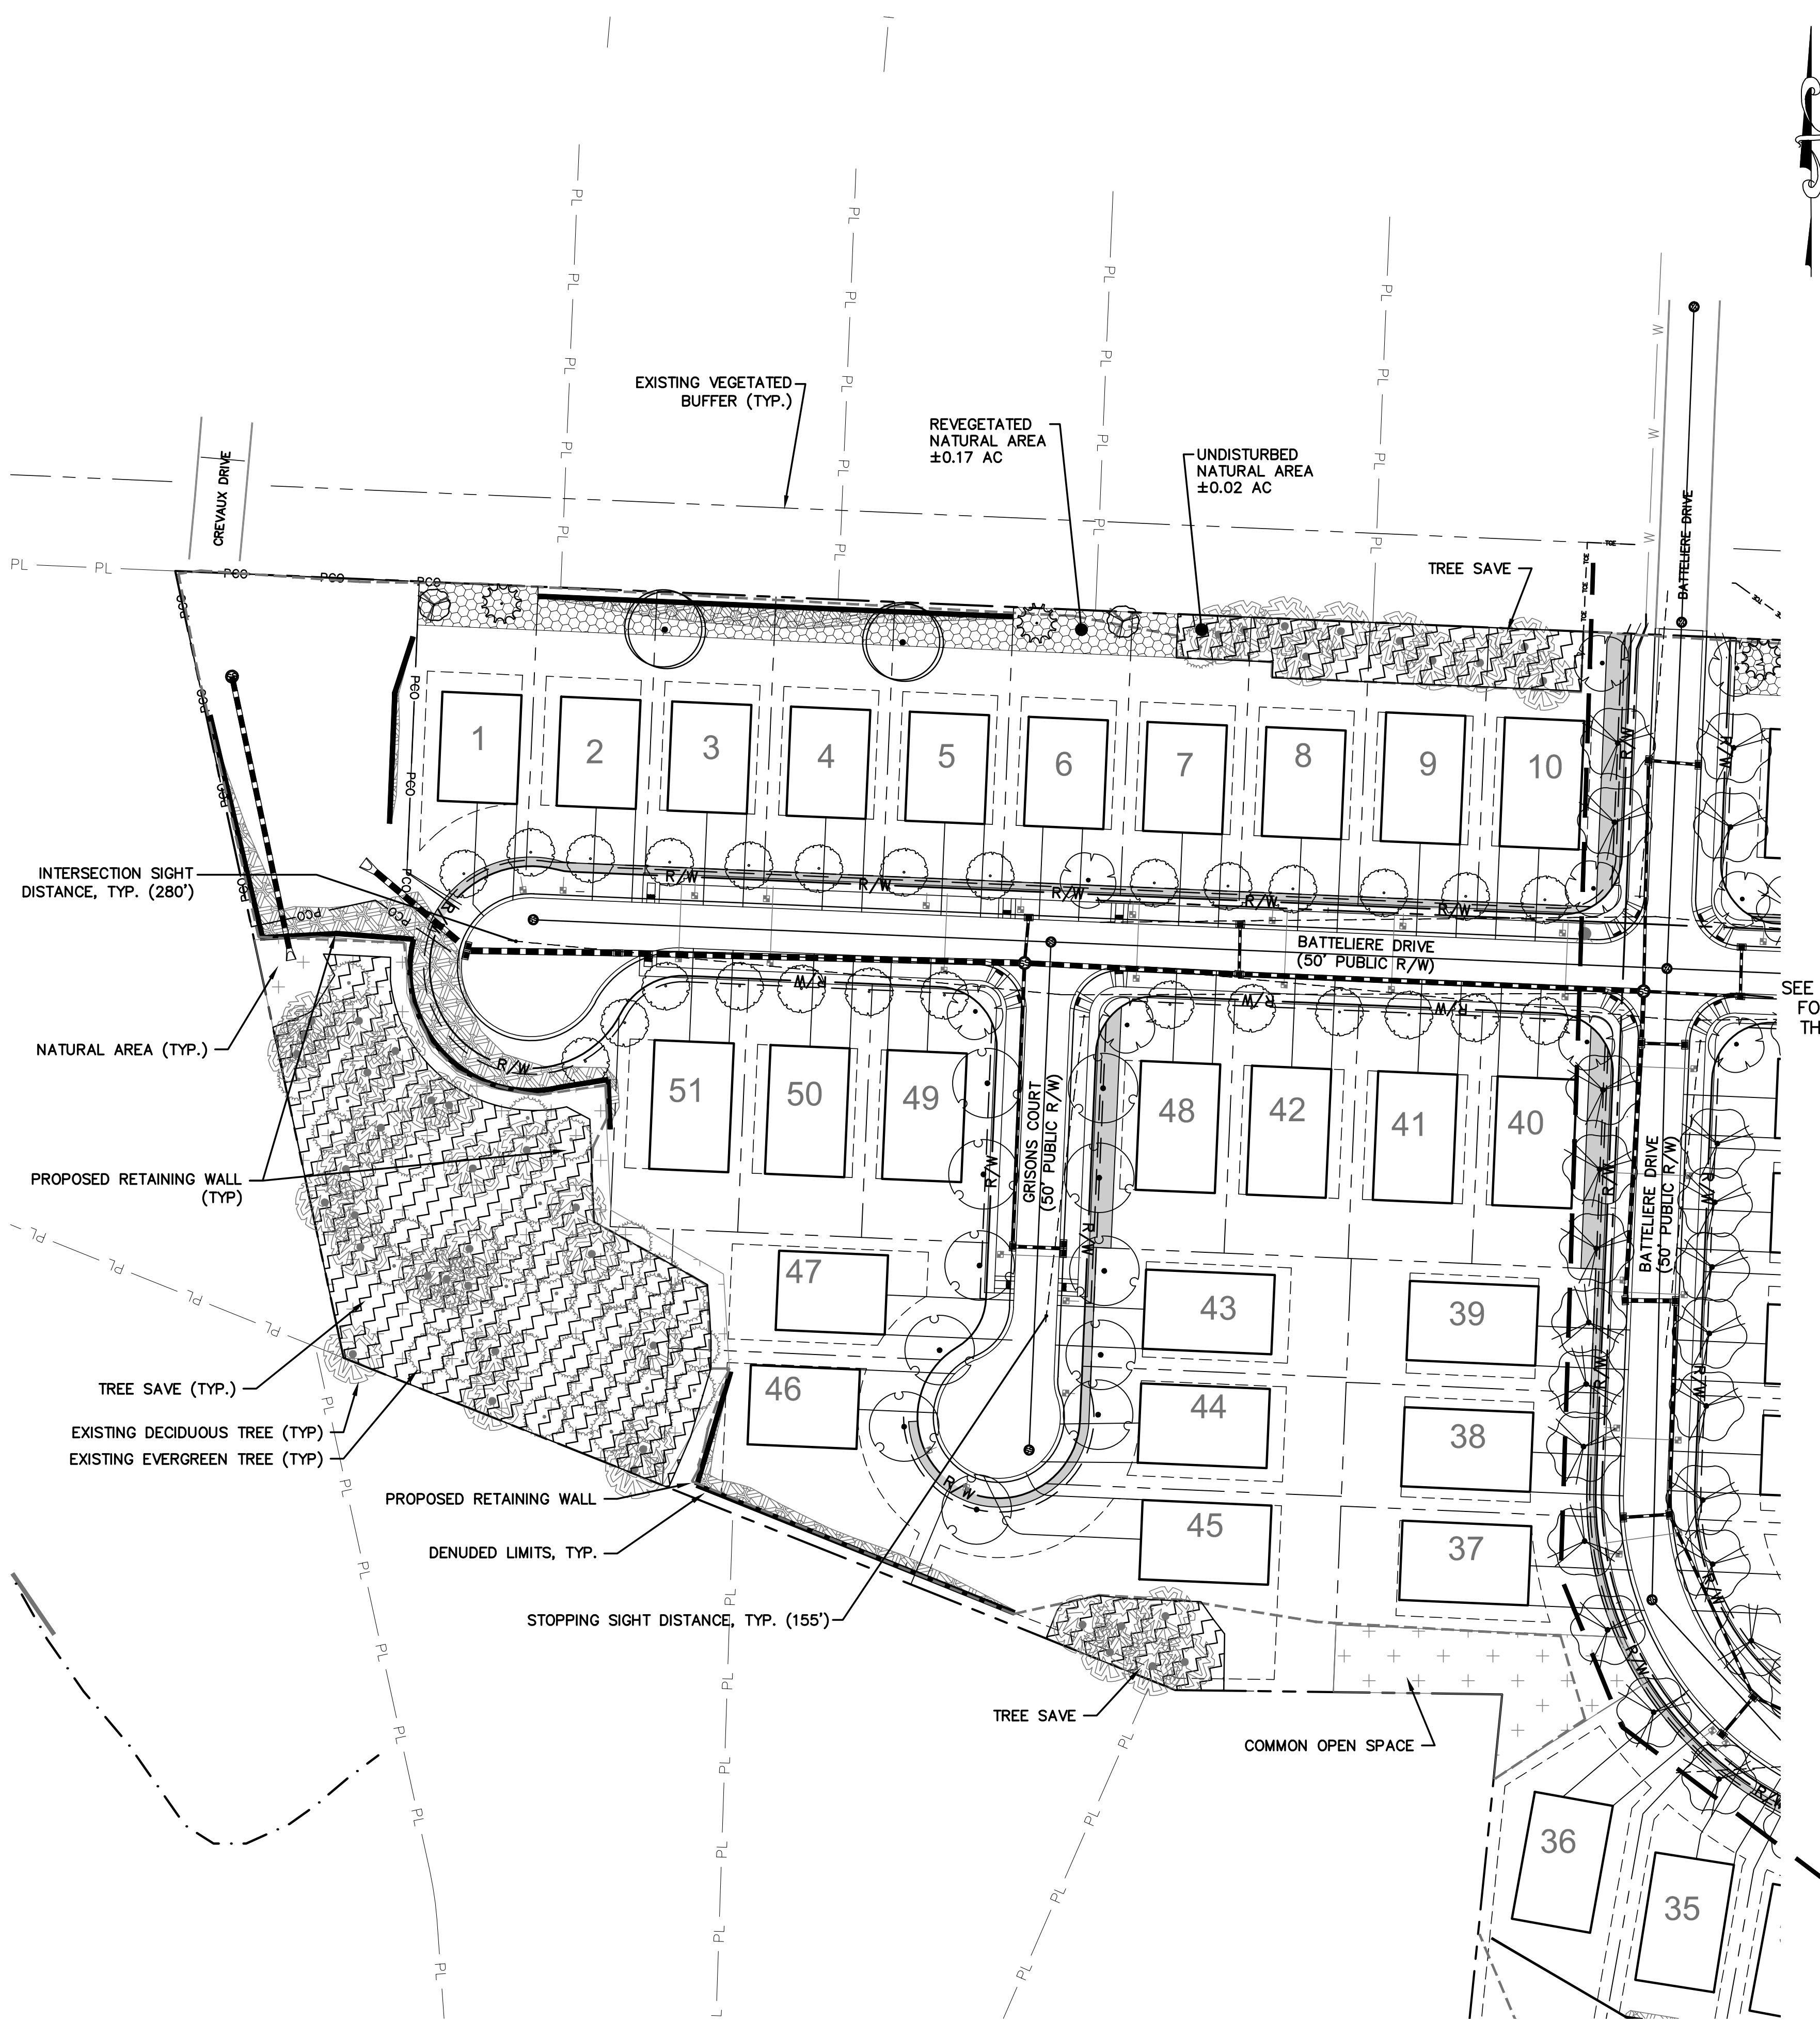 EXISTING VEGETATED
BUFFER (TYP.)
REVEGETATED
NATURAL AREA
±0.17 AC
UNDISTURBED
NATURAL AREA
±0.02 AC
CREVAUX DRIVE
BATTELIERE DRIVE
TREE SAVE
PL
PCO
TCE
W
R/W
1
2
3
4
5
6
7
8
9
10
INTERSECTION SIGHT
DISTANCE, TYP. (280')
BATTELIERE DRIVE
(50' PUBLIC R/W)
SEE
FO
TH
NATURAL AREA (TYP.)
51
50
49
GRISONS COURT
(50' PUBLIC R/W)
48
42
41
40
BATTELIERE DRIVE
(50' PUBLIC R/W)
PROPOSED RETAINING WALL
(TYP)
47
43
39
TREE SAVE (TYP.)
46
44
38
EXISTING DECIDUOUS TREE (TYP)
EXISTING EVERGREEN TREE (TYP)
PROPOSED RETAINING WALL
45
37
DENUDED LIMITS, TYP.
STOPPING SIGHT DISTANCE, TYP. (155')
TREE SAVE
COMMON OPEN SPACE
36
35